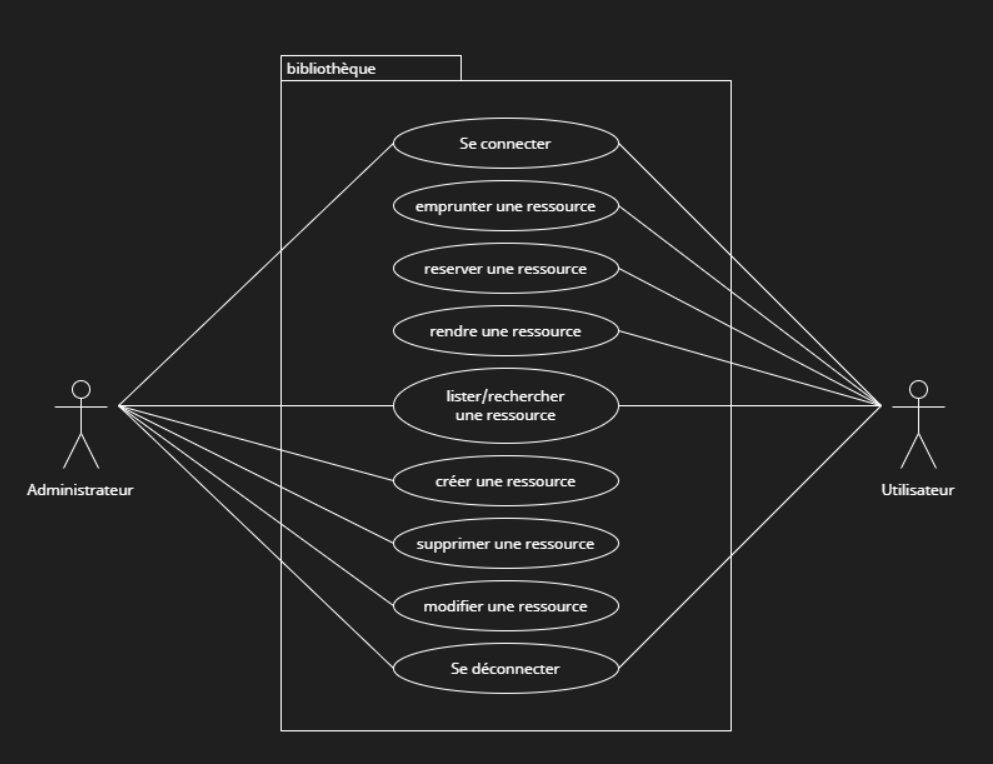 bibliothèque
Se connecter
emprunter une ressource
reserver une ressource
rendre une ressource
lister/rechercher
une ressource
créer une ressource
supprimer une ressource
modifier une ressource
Se déconnecter
Administrateur
Utilisateur